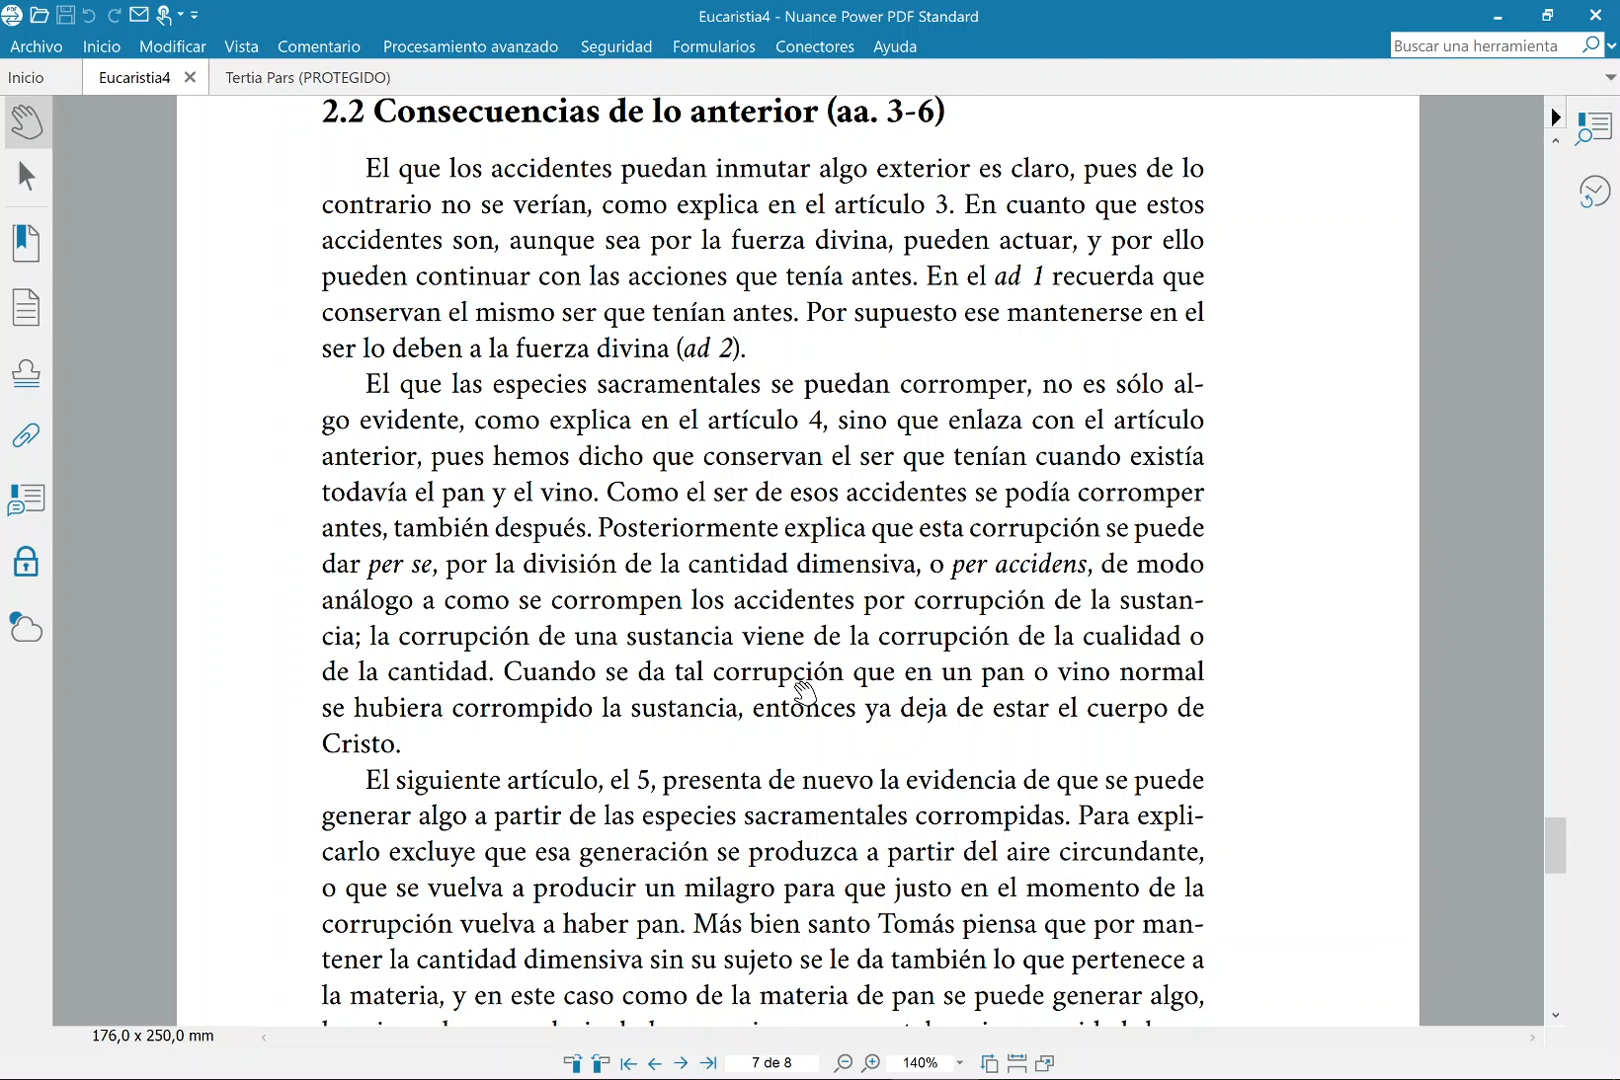 Eucaristia4 - Nuance Power PDF Standard
Archivo Inicio Modificar Vista Comentario Procesamiento avanzado Seguridad Formularios Conectores Ayuda
Buscar una herramienta
Inicio Eucaristia4 Tertia Pars (PROTEGIDO)
2.2 Consecuencias de lo anterior (aa. 3-6)
El que los accidentes puedan inmutar algo exterior es claro, pues de lo
contrario no se verían, como explica en el artículo 3. En cuanto que estos
accidentes son, aunque sea por la fuerza divina, pueden actuar, y por ello
pueden continuar con las acciones que tenía antes. En el ad 1 recuerda que
conservan el mismo ser que tenían antes. Por supuesto ese mantenerse en el
ser lo deben a la fuerza divina (ad 2).
El que las especies sacramentales se puedan corromper, no es sólo al-
go evidente, como explica en el artículo 4, sino que enlaza con el artículo
anterior, pues hemos dicho que conservan el ser que tenían cuando existía
todavía el pan y el vino. Como el ser de esos accidentes se podía corromper
antes, también después. Posteriormente explica que esta corrupción se puede
dar per se, por la división de la cantidad dimensiva, o per accidens, de modo
análogo a como se corrompen los accidentes por corrupción de la sustan-
cia; la corrupción de una sustancia viene de la corrupción de la cualidad o
de la cantidad. Cuando se da tal corrupción que en un pan o vino normal
se hubiera corrompido la sustancia, entonces ya deja de estar el cuerpo de
Cristo.
El siguiente artículo, el 5, presenta de nuevo la evidencia de que se puede
generar algo a partir de las especies sacramentales corrompidas. Para expli-
carlo excluye que esa generación se produzca a partir del aire circundante,
o que se vuelva a producir un milagro para que justo en el momento de la
corrupción vuelva a haber pan. Más bien santo Tomás piensa que por man-
tener la cantidad dimensiva sin su sujeto se le da también lo que pertenece a
la materia, y en este caso como de la materia de pan se puede generar algo,
176,0 x 250,0 mm
7 de 8 140%